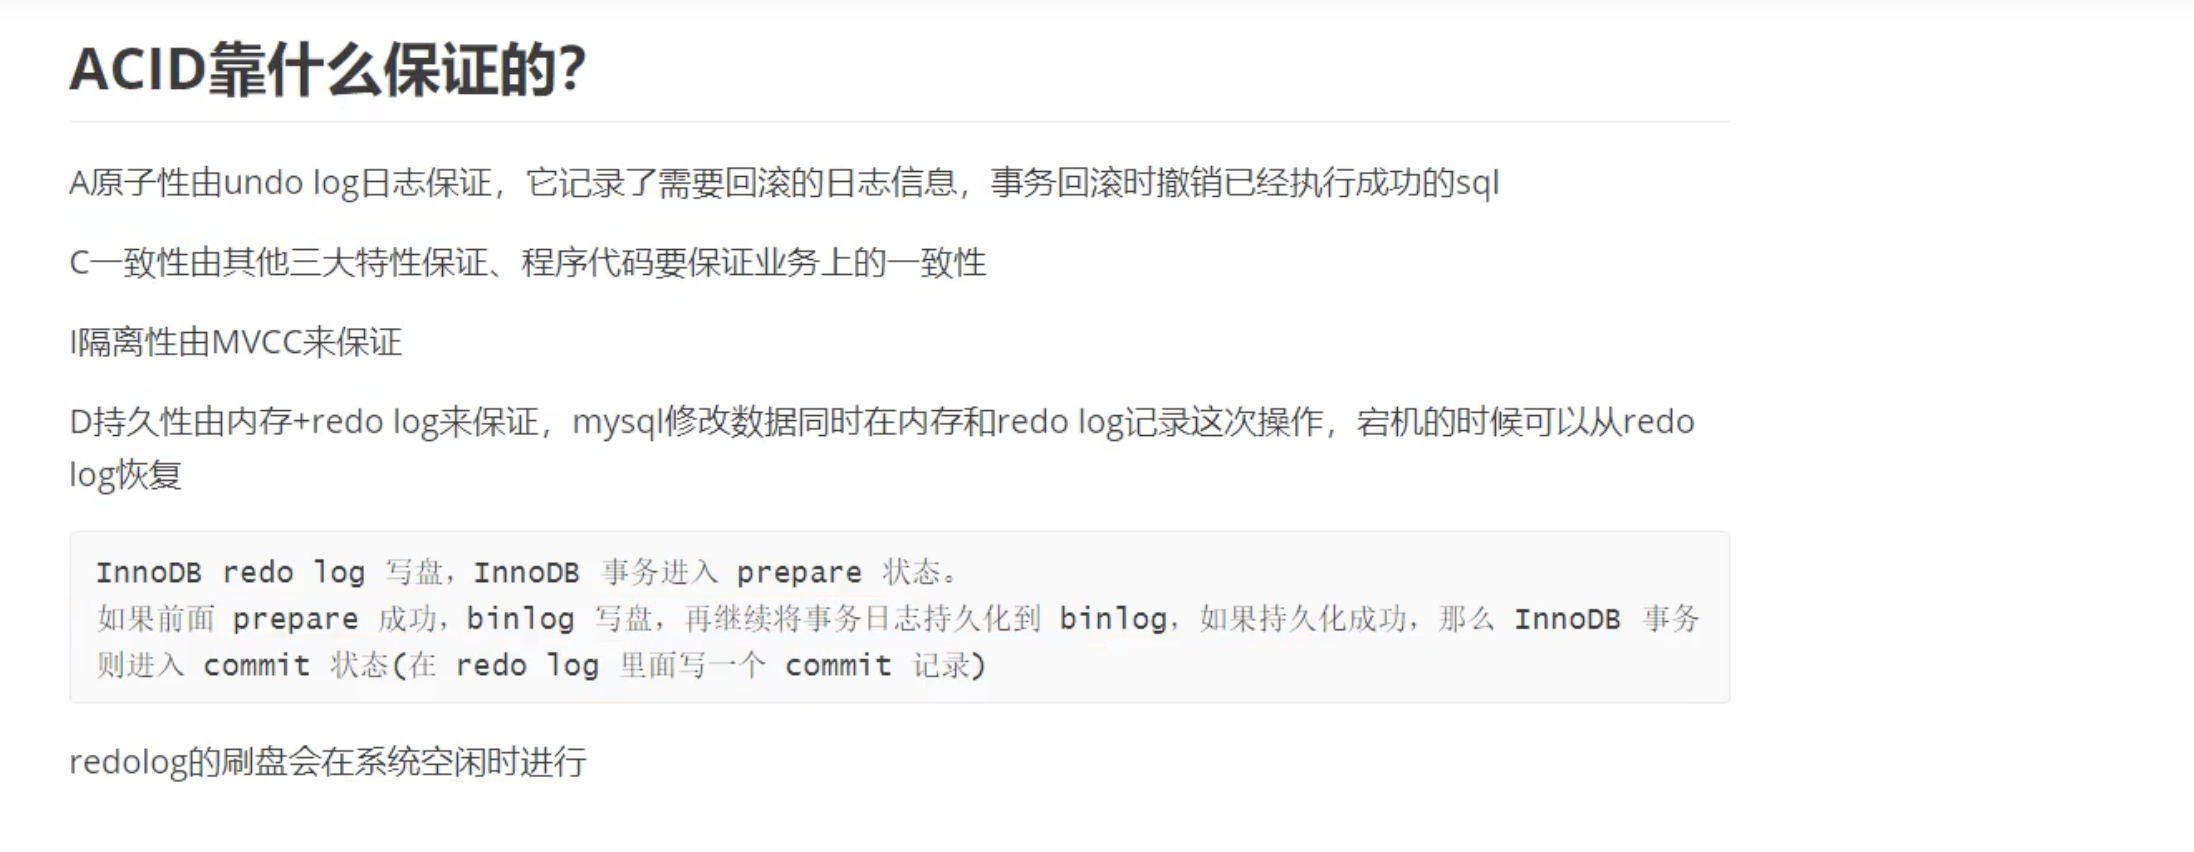 ACID靠什么保证的？
A原子性由undo log日志保证，它记录了需要回滚的日志信息，事务回滚时撤销已经执行成功的sql
C一致性由其他三大特性保证、程序代码要保证业务上的一致性
I隔离性由MVCC来保证
D持久性由内存+redo log来保证，mysql修改数据同时在内存和redo log记录这次操作，宕机的时候可以从redo
log恢复
InnoDB redo log 写盘，InnoDB 事务进入 prepare 状态。
如果前面 prepare 成功，binlog 写盘，再继续将事务日志持久化到 binlog，如果持久化成功，那么 InnoDB 事务
则进入 commit 状态(在 redo log 里面写一个 commit 记录)
redolog的刷盘会在系统空闲时进行